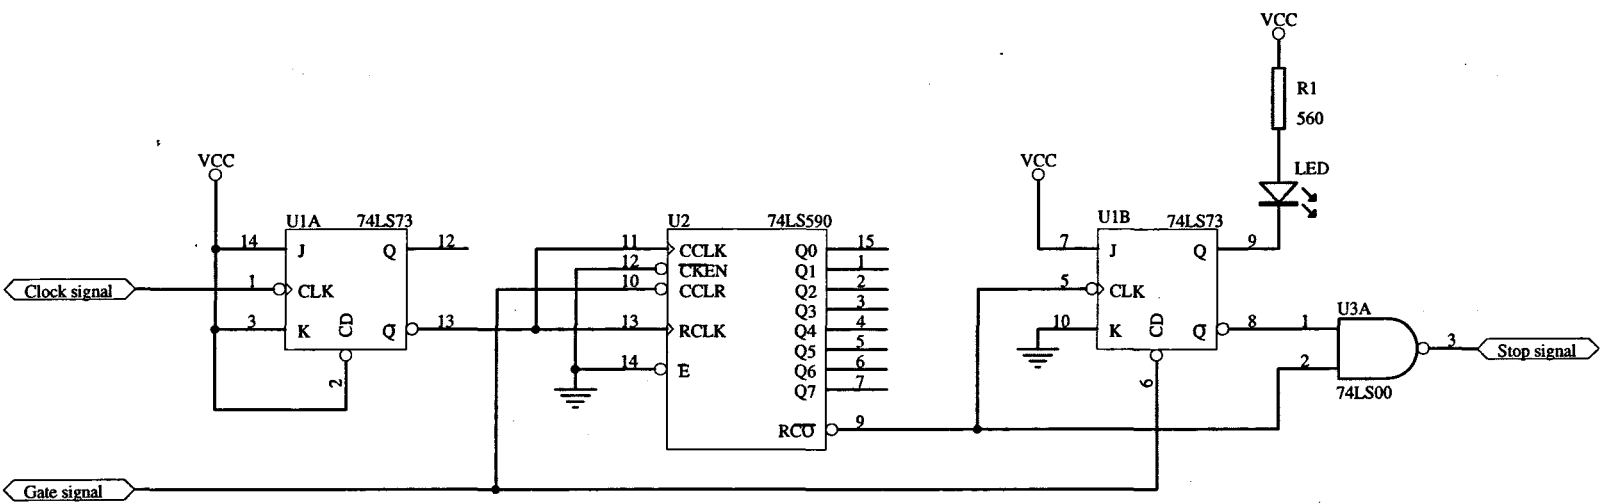 VCC
R1
560
LED
VCC
VCC
U1A 74LS73
14 J Q 12
Clock signal 1 CLK
3 K CD Q̅ 13
2
U2 74LS590
11 CCLK Q0 15
12 C̅K̅E̅N Q1 1
10 CCLR Q2 2
Q3 3
13 RCLK Q4 4
Q5 5
14 E̅ Q6 6
Q7 7
RCO̅ 9
U1B 74LS73
7 J Q 9
5 CLK
10 K CD Q̅ 8
6
U3A
1
2
3 Stop signal
74LS00
Gate signal